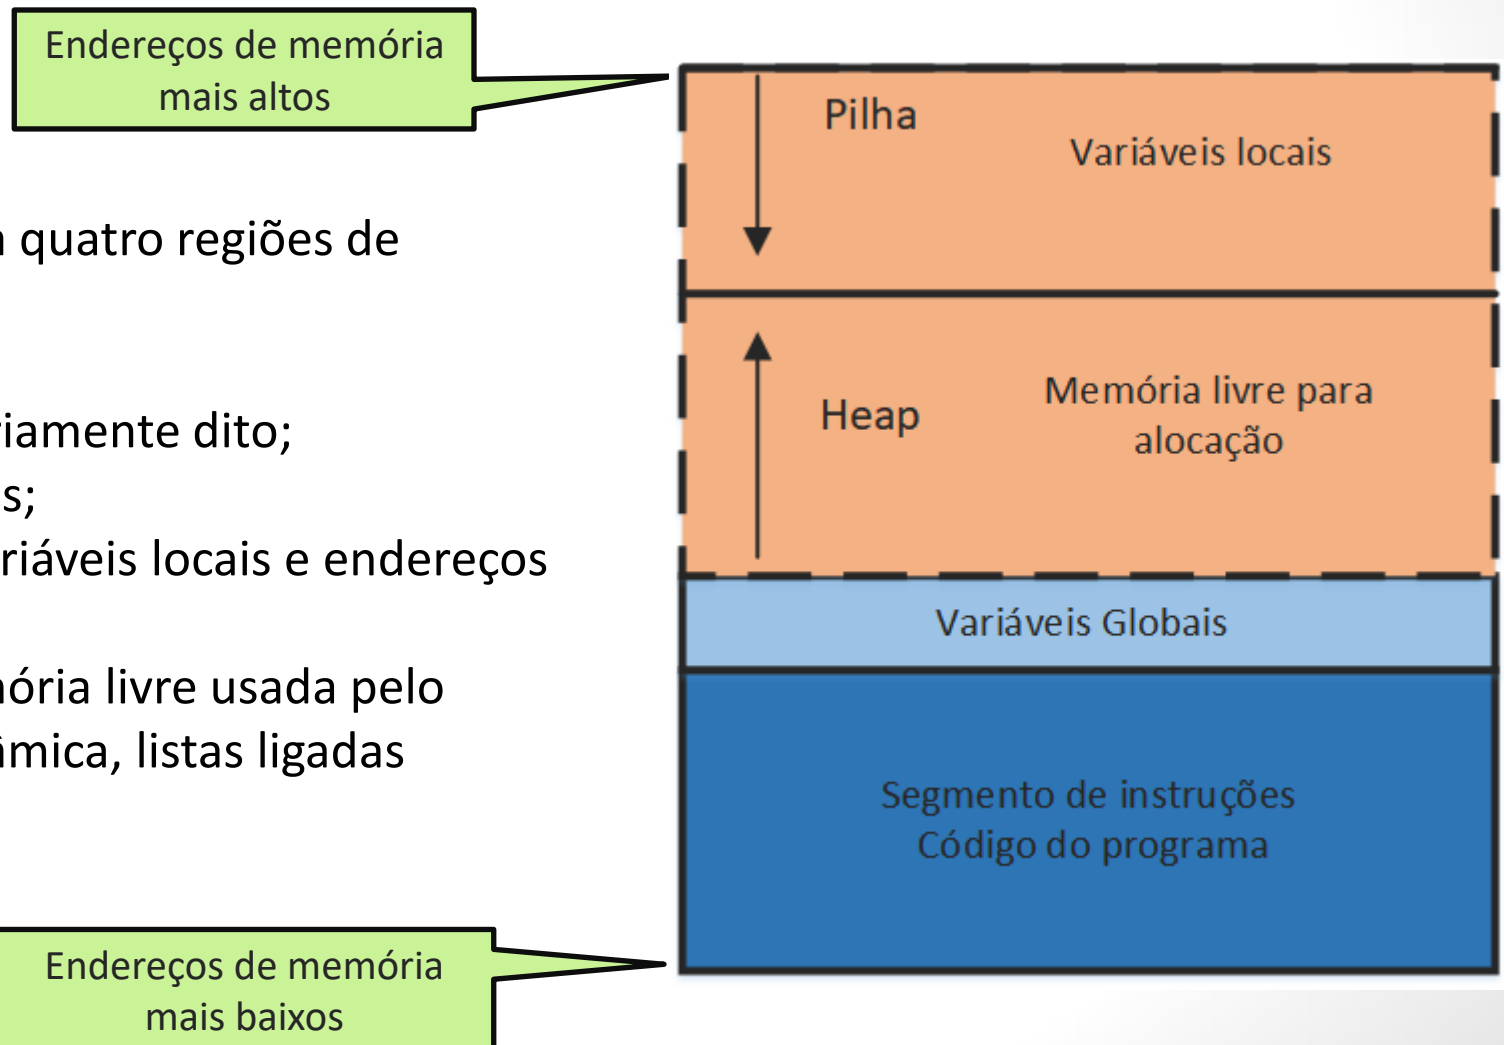 Endereços de memória
mais altos
quatro regiões de
riamente dito;
s;
riáveis locais e endereços
ória livre usada pelo
âmica, listas ligadas
Pilha
Variáveis locais
Heap
Memória livre para
alocação
Variáveis Globais
Segmento de instruções
Código do programa
Endereços de memória
mais baixos